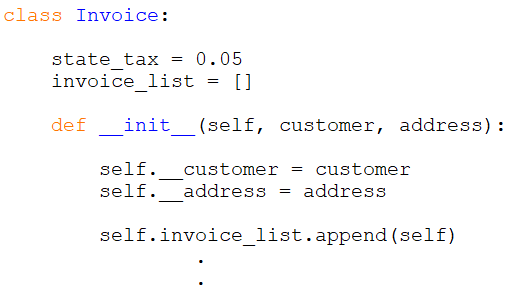 class Invoice:
state_tax = 0.05
invoice_list = []
def __init__(self, customer, address):
self.__customer = customer
self.__address = address
self.invoice_list.append(self)
.
.